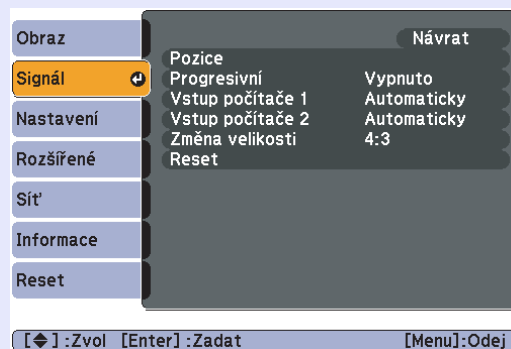 Obraz
Signál
Nastavení
Rozšířené
Síť
Informace
Reset
Návrat
Pozice
Progresivní Vypnuto
Vstup počítače 1 Automaticky
Vstup počítače 2 Automaticky
Změna velikosti 4:3
Reset
[◆] :Zvol [Enter] :Zadat [Menu]:Odej